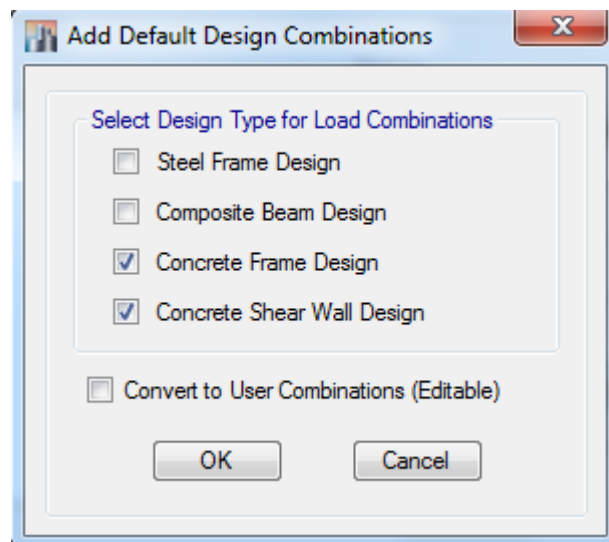 Add Default Design Combinations
Select Design Type for Load Combinations
Steel Frame Design
Composite Beam Design
Concrete Frame Design
Concrete Shear Wall Design
Convert to User Combinations (Editable)
OK Cancel